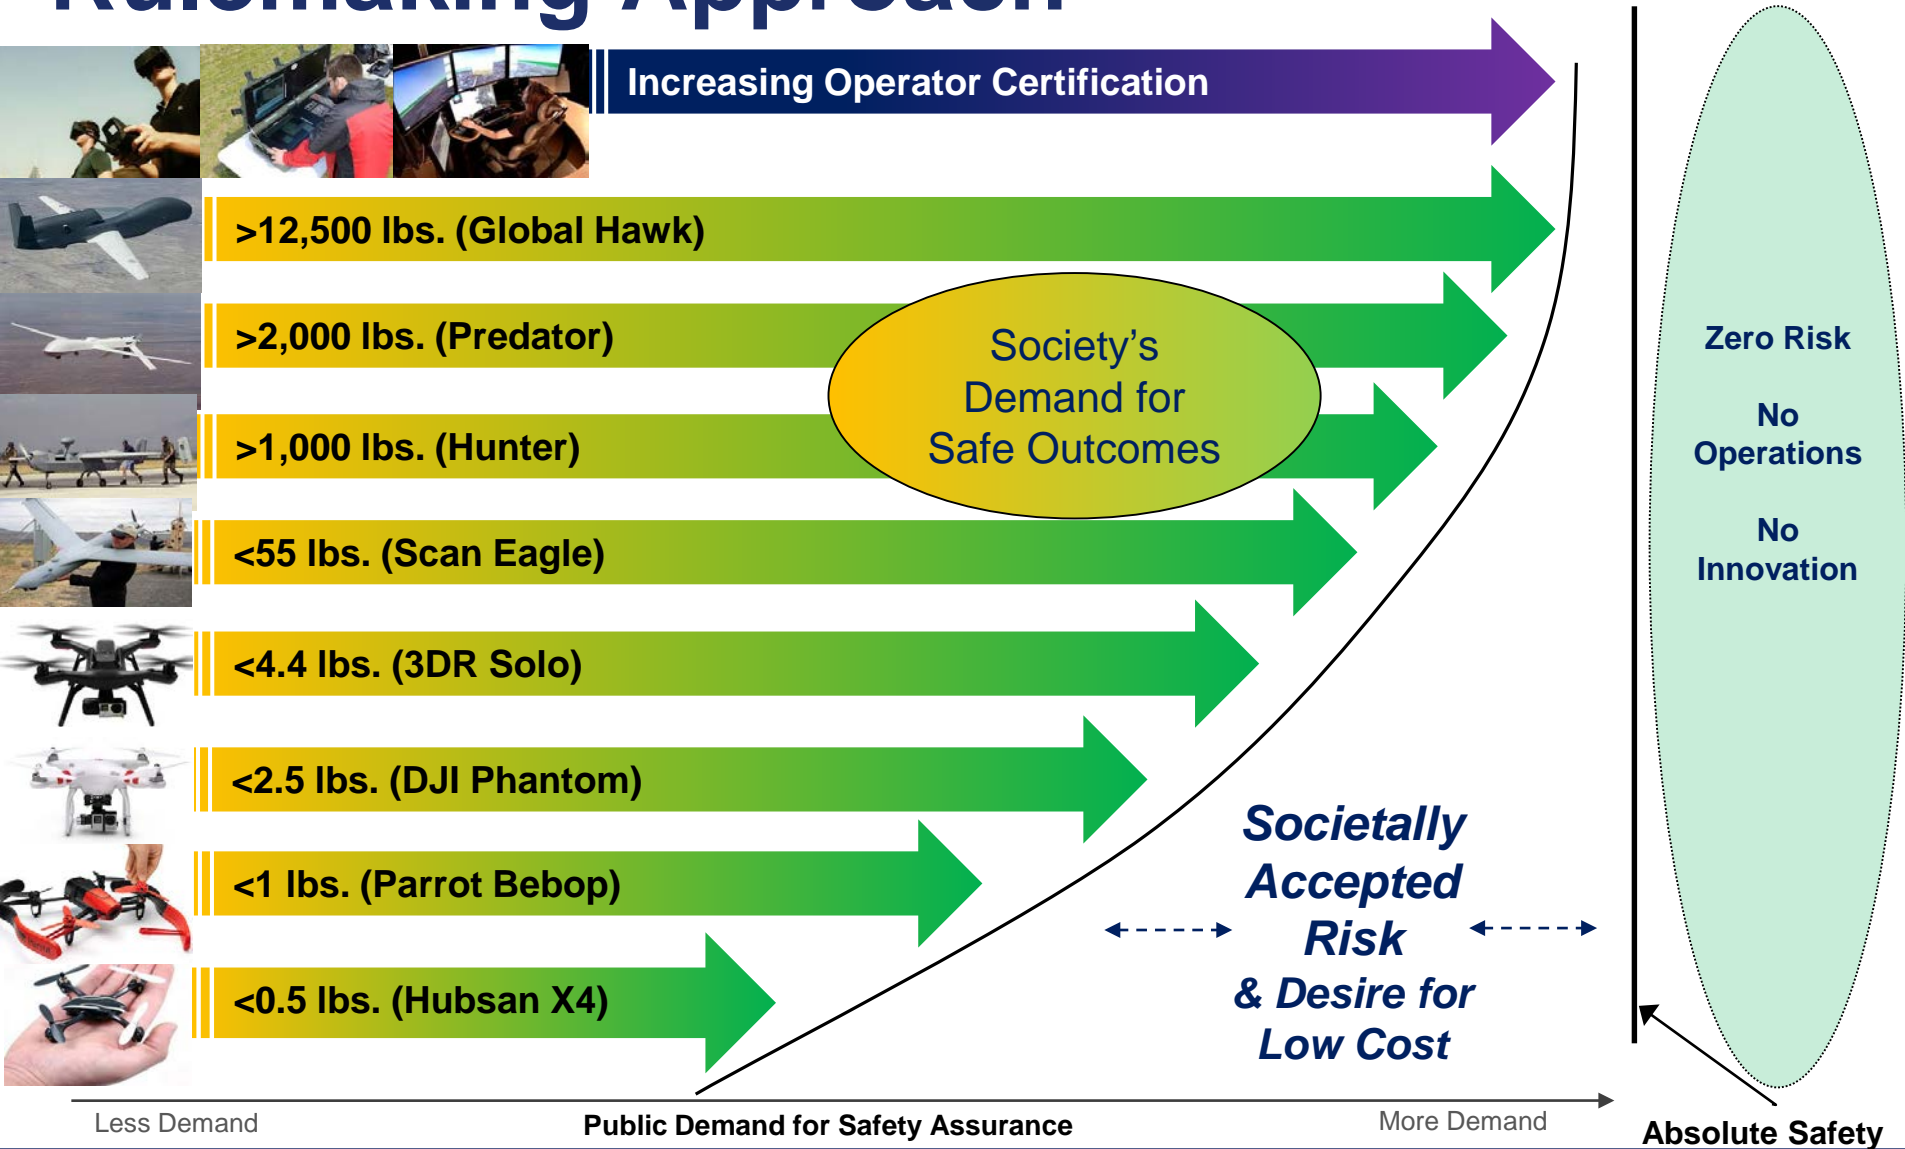 Rulemaking Approach
Increasing Operator Certification
>12,500 lbs. (Global Hawk)
>2,000 lbs. (Predator)
>1,000 lbs. (Hunter)
Society's
Demand for
Safe Outcomes
<55 lbs. (Scan Eagle)
<4.4 lbs. (3DR Solo)
<2.5 lbs. (DJI Phantom)
<1 lbs. (Parrot Bebop)
<0.5 lbs. (Hubsan X4)
Societally
Accepted
Risk
& Desire for
Low Cost
Zero Risk
No
Operations
No
Innovation
Less Demand
Public Demand for Safety Assurance
More Demand
Absolute Safety